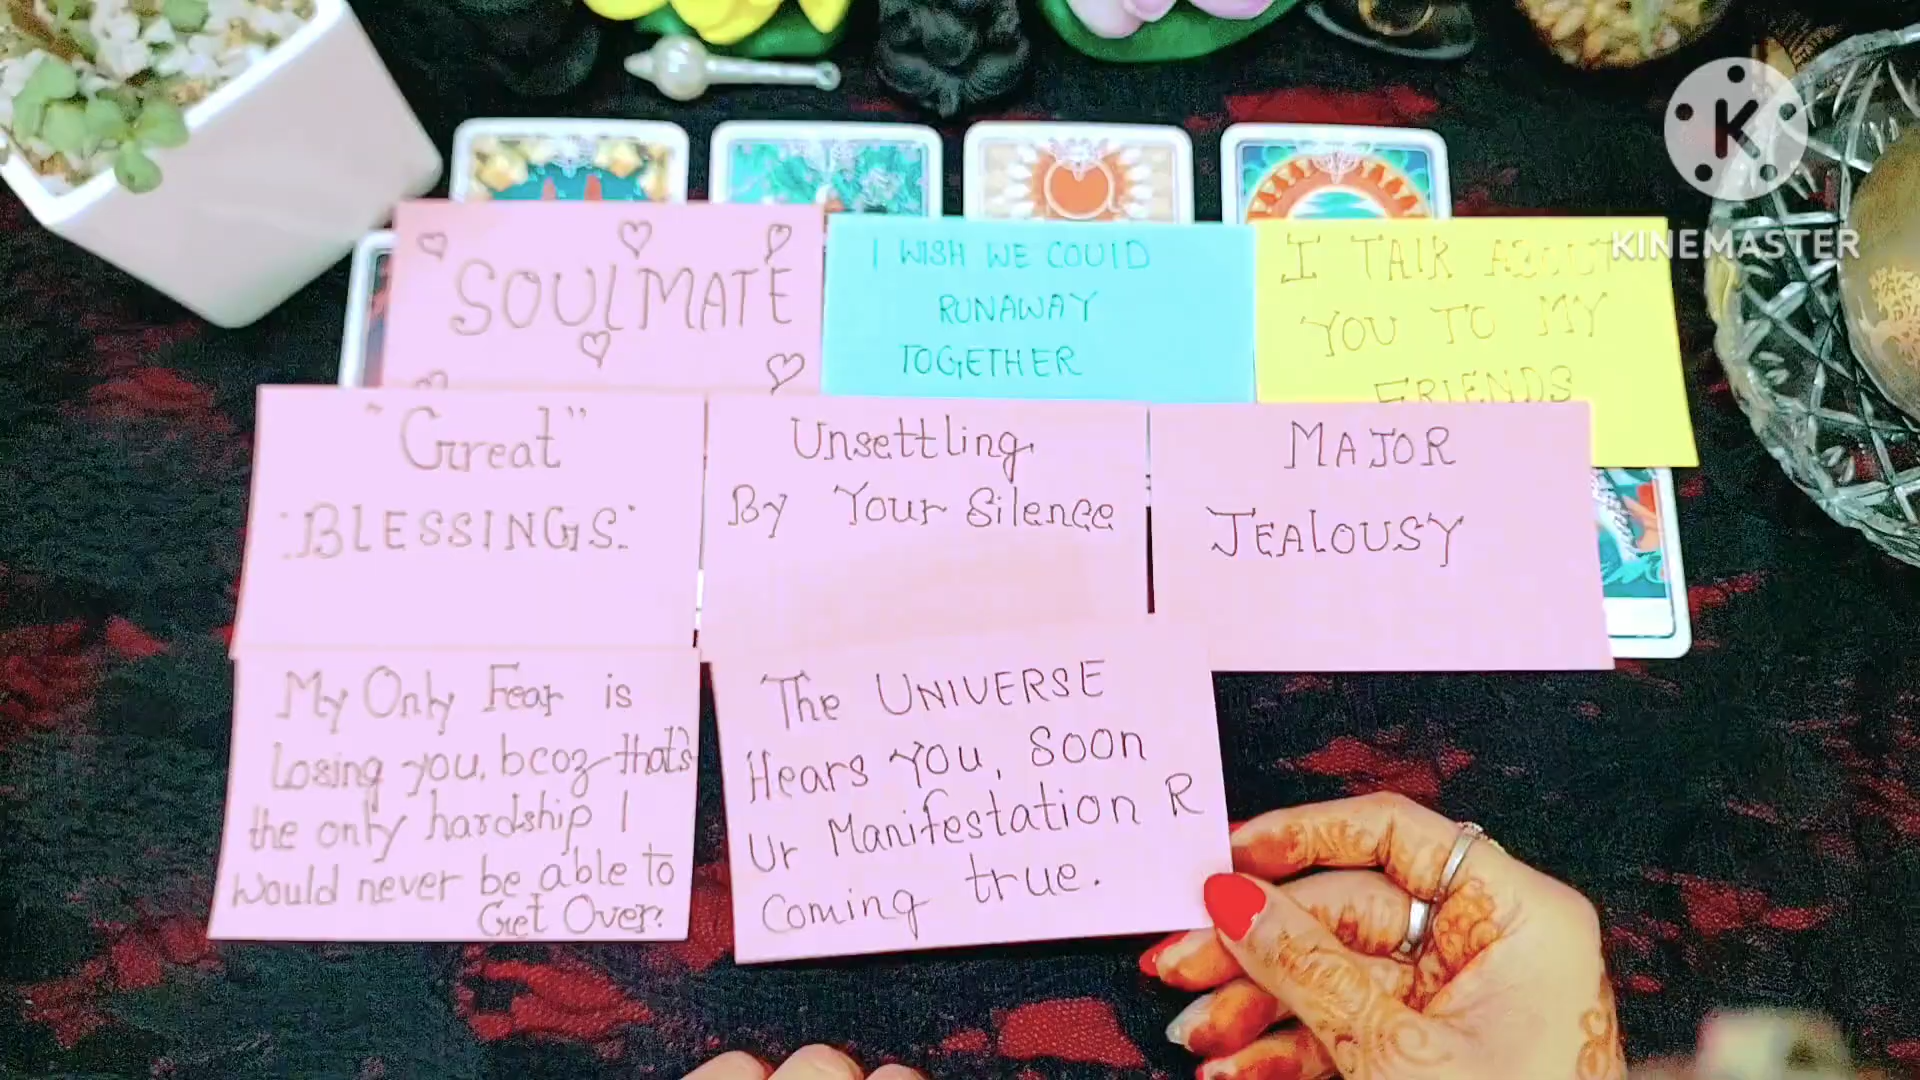 SOULMATE
I WISH WE COUlD
RUNAWAY
TOGETHER
I TAlK ABOUT
YOU TO MY
FRIENDS
K
KINEMASTER
"Great"
"BLESSINGS."
Unsettling
By Your Silence
MAJOR
JEAlOUSY
My Only Fear is
losing you, bcoz that's
the only hardship I
Would never be able to
Get Over.
The UNIVERSE
Hears You, Soon
Ur Manifestation R
Coming true.